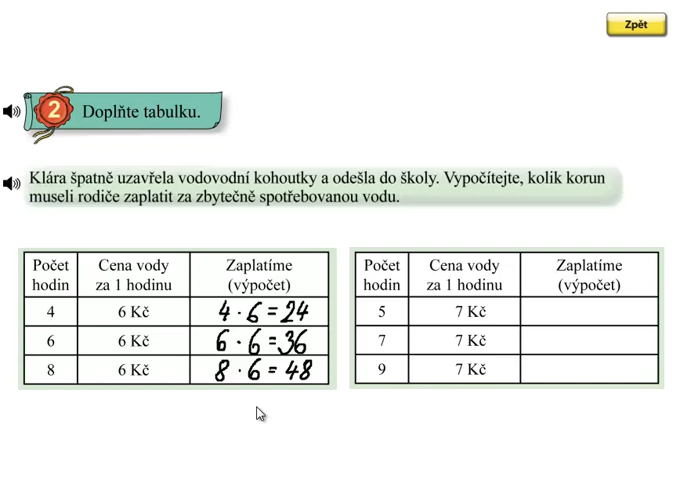 Zpět
2 Doplňte tabulku.
Klára špatně uzavřela vodovodní kohoutky a odešla do školy. Vypočítejte, kolik korun
museli rodiče zaplatit za zbytečně spotřebovanou vodu.
Počet hodin Cena vody za 1 hodinu Zaplatíme (výpočet)
4 6 Kč 4 · 6 = 24
6 6 Kč 6 · 6 = 36
8 6 Kč 8 · 6 = 48
Počet hodin Cena vody za 1 hodinu Zaplatíme (výpočet)
5 7 Kč
7 7 Kč
9 7 Kč